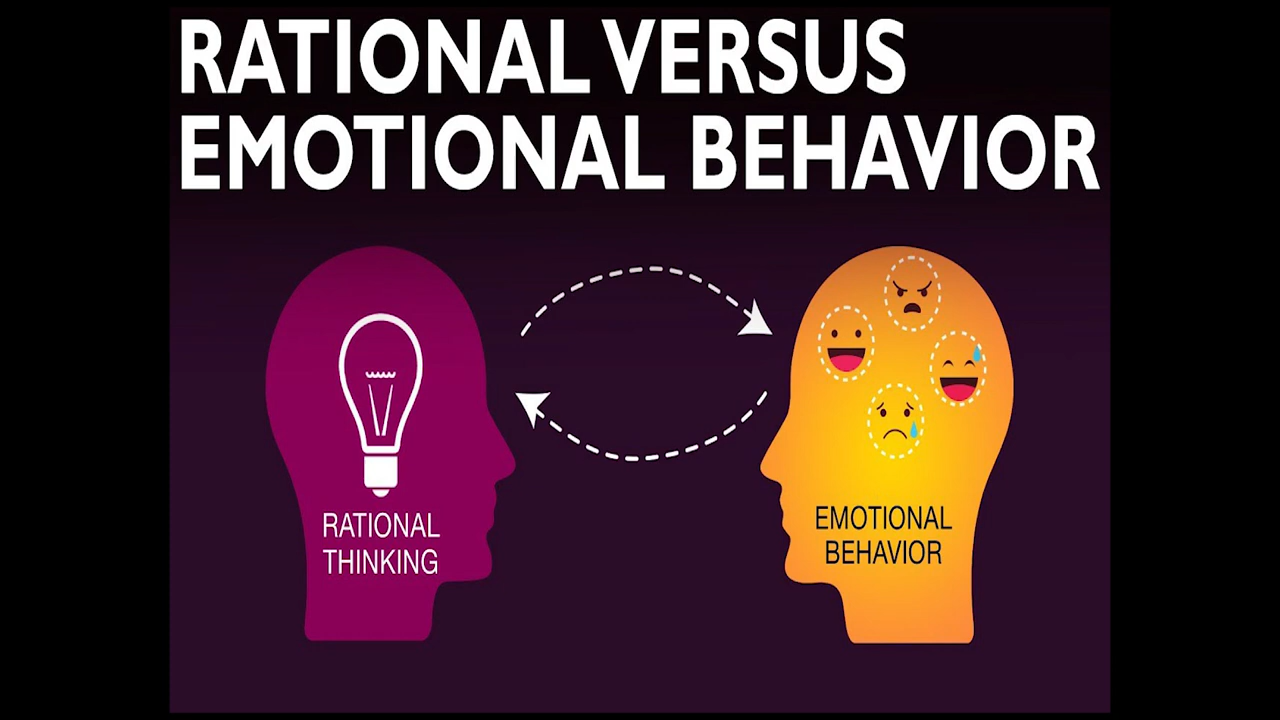 RATIONAL VERSUS
EMOTIONAL BEHAVIOR
RATIONAL
THINKING
EMOTIONAL
BEHAVIOR